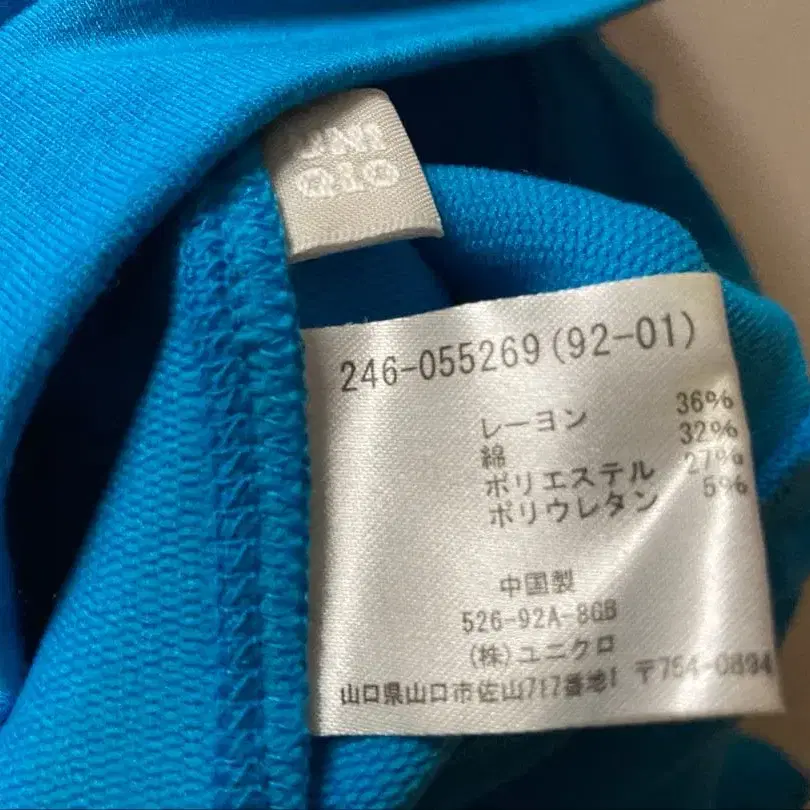 246-055269(92-01)
レーヨン 36%
綿 32%
ポリエステル 27%
ポリウレタン 5%
中国製
526-92A-8GB
(株)ユニクロ
山口県山口市佐山717番地1 〒754-0894